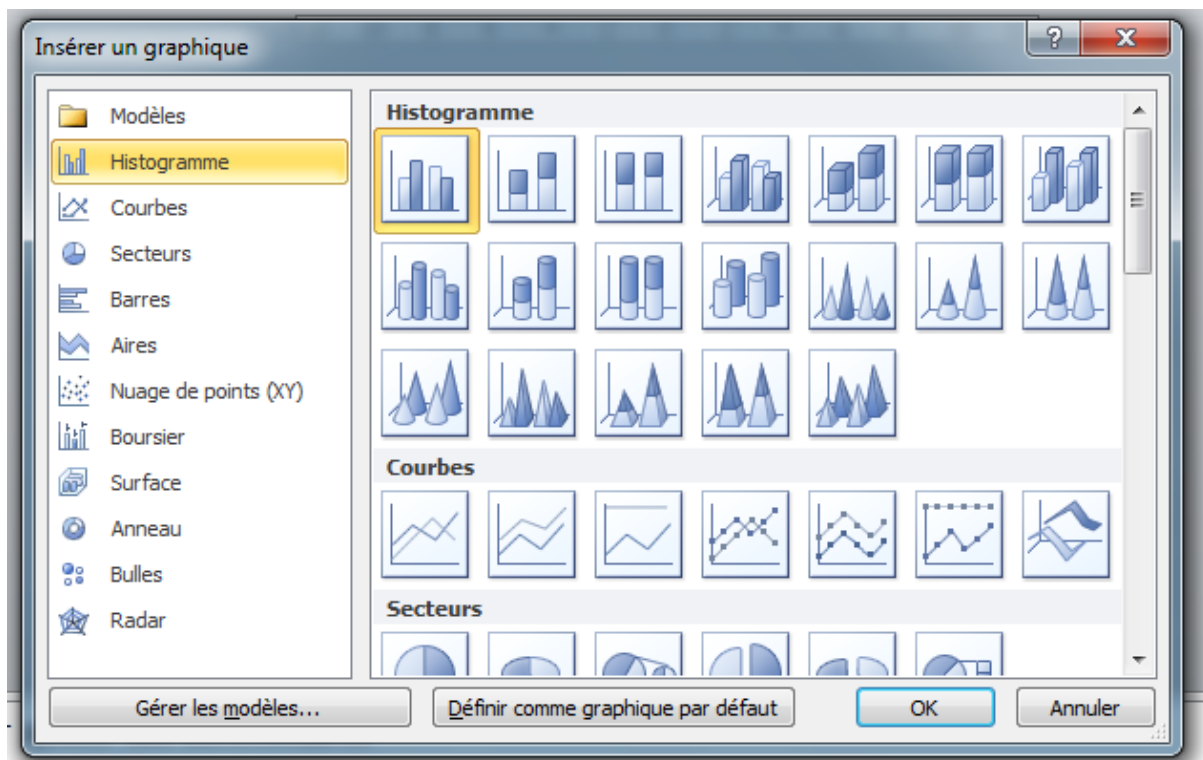 Insérer un graphique
Modèles
Histogramme
Courbes
Secteurs
Barres
Aires
Nuage de points (XY)
Boursier
Surface
Anneau
Bulles
Radar
Histogramme
Courbes
Secteurs
Gérer les modèles...
Définir comme graphique par défaut
OK
Annuler